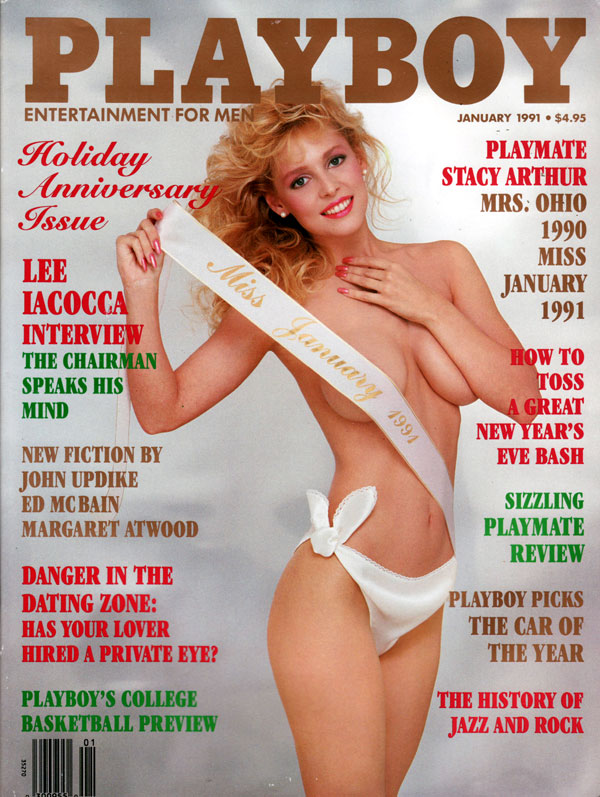 PLAYBOY
ENTERTAINMENT FOR MEN
JANUARY 1991 • $4.95
Holiday
Anniversary
Issue
LEE
IACOCCA
INTERVIEW
THE CHAIRMAN
SPEAKS HIS
MIND
NEW FICTION BY
JOHN UPDIKE
ED MCBAIN
MARGARET ATWOOD
DANGER IN THE
DATING ZONE:
HAS YOUR LOVER
HIRED A PRIVATE EYE?
PLAYBOY'S COLLEGE
BASKETBALL PREVIEW
Miss January 1991
PLAYMATE
STACY ARTHUR
MRS. OHIO
1990
MISS
JANUARY
1991
HOW TO
TOSS
A GREAT
NEW YEAR'S
EVE BASH
SIZZLING
PLAYMATE
REVIEW
PLAYBOY PICKS
THE CAR OF
THE YEAR
THE HISTORY OF
JAZZ AND ROCK
01
35270